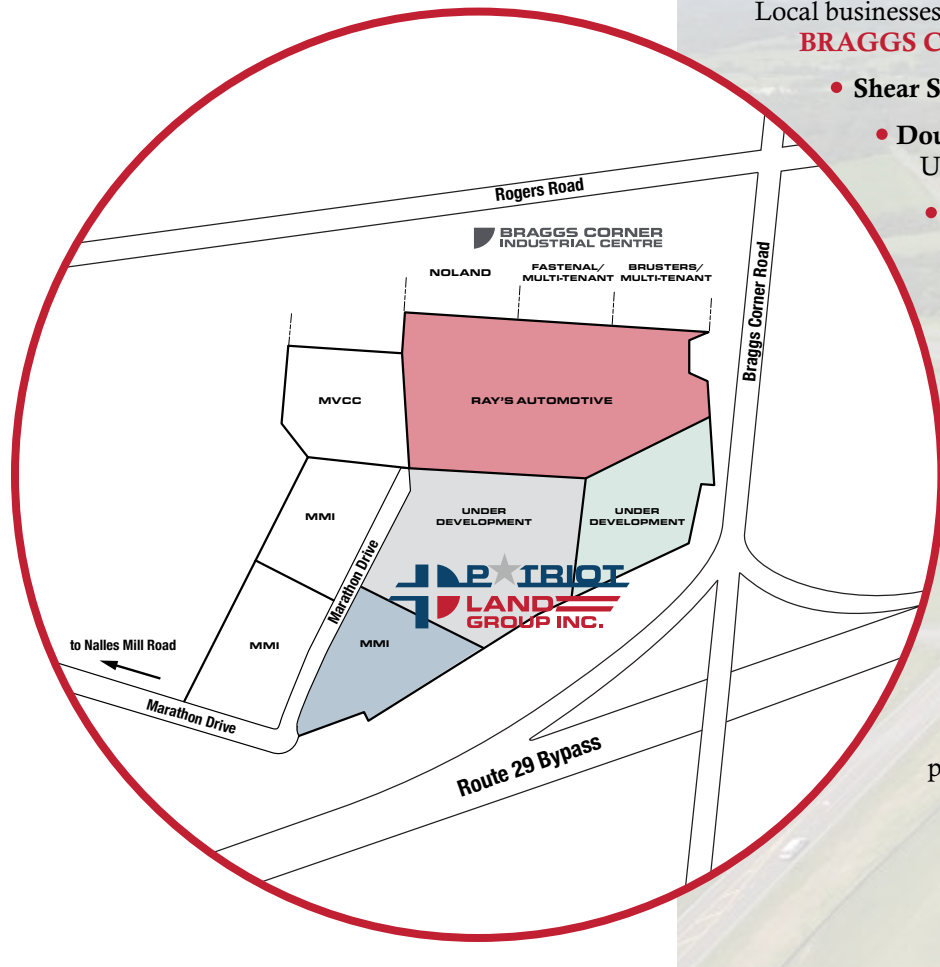 Local businesses
BRAGGS
• Shear
•
•
Rogers Road
BRAGGS CORNER
INDUSTRIAL CENTRE
NOLAND
FASTENAL/
MULTI-TENANT
BRUSTERS/
MULTI-TENANT
Braggs Corner Road
MVCC
RAY'S AUTOMOTIVE
MMI
UNDER
DEVELOPMENT
UNDER
DEVELOPMENT
Marathon Drive
PATRIOT
LAND
GROUP INC.
to Nalles Mill Road
MMI
MMI
Marathon Drive
Route 29 Bypass